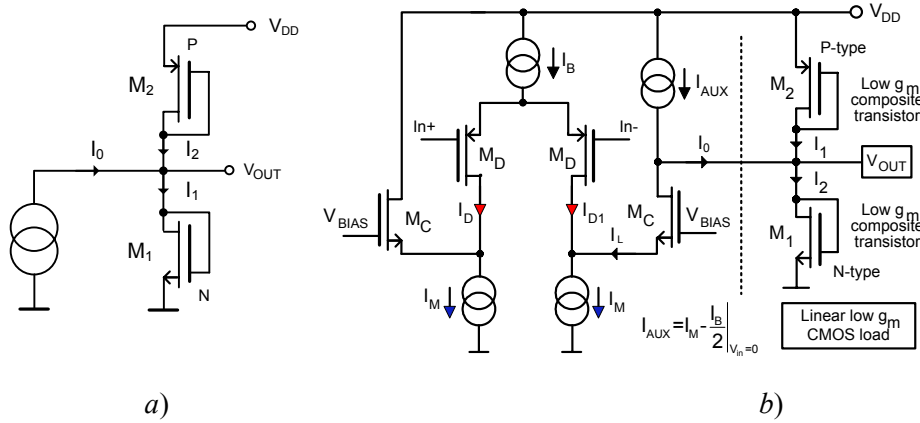 V_DD
P
M_2
I_0
I_2
V_OUT
I_1
M_1
N
a)
V_DD
I_B
I_AUX
P-type
M_2
Low g_m
composite
transistor
In+
In-
M_D
M_D
I_0
I_1
V_OUT
I_2
V_BIAS
M_C
I_D
I_D1
M_C
V_BIAS
I_L
M_1
Low g_m
composite
transistor
N-type
I_M
I_M
I_AUX=I_M-I_B/2|V_in=0
Linear low g_m
CMOS load
b)